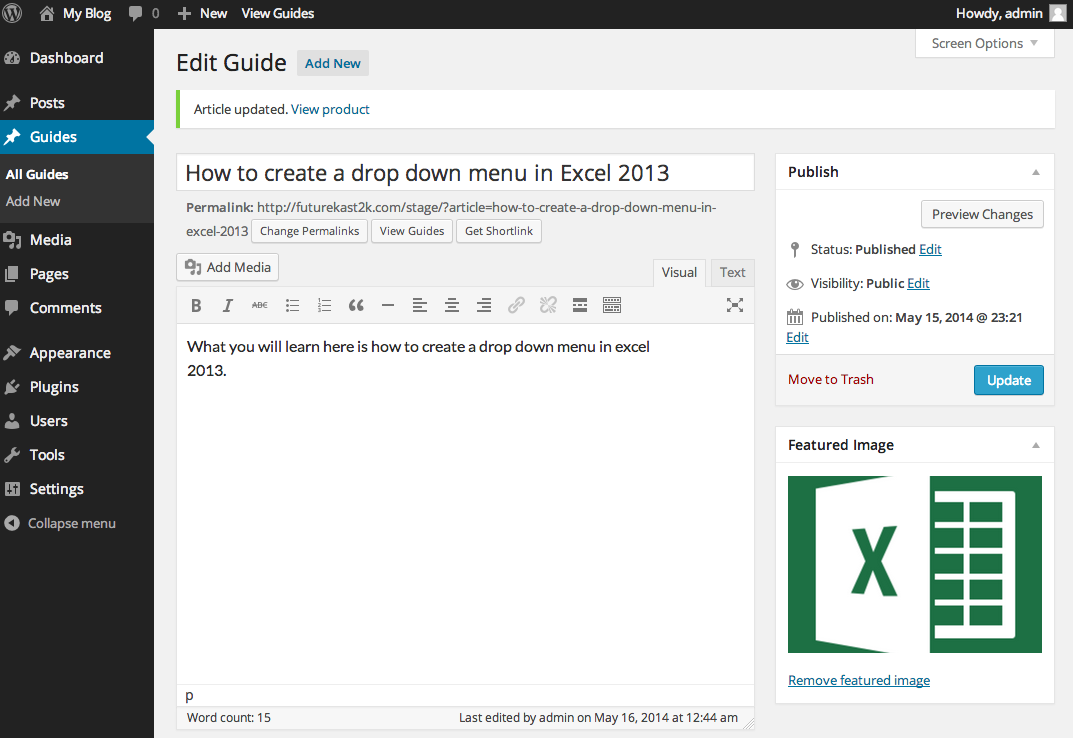 My Blog 0 New View Guides Howdy, admin
Screen Options
Dashboard
Posts
Guides
All Guides
Add New
Media
Pages
Comments
Appearance
Plugins
Users
Tools
Settings
Collapse menu
Edit Guide Add New
Article updated. View product
How to create a drop down menu in Excel 2013
Permalink: http://futurekast2k.com/stage/?article=how-to-create-a-drop-down-menu-in-
excel-2013 Change Permalinks View Guides Get Shortlink
Add Media Visual Text
B I ABC
What you will learn here is how to create a drop down menu in excel
2013.
p
Word count: 15 Last edited by admin on May 16, 2014 at 12:44 am
Publish
Preview Changes
Status: Published Edit
Visibility: Public Edit
Published on: May 15, 2014 @ 23:21
Edit
Move to Trash Update
Featured Image
X
Remove featured image